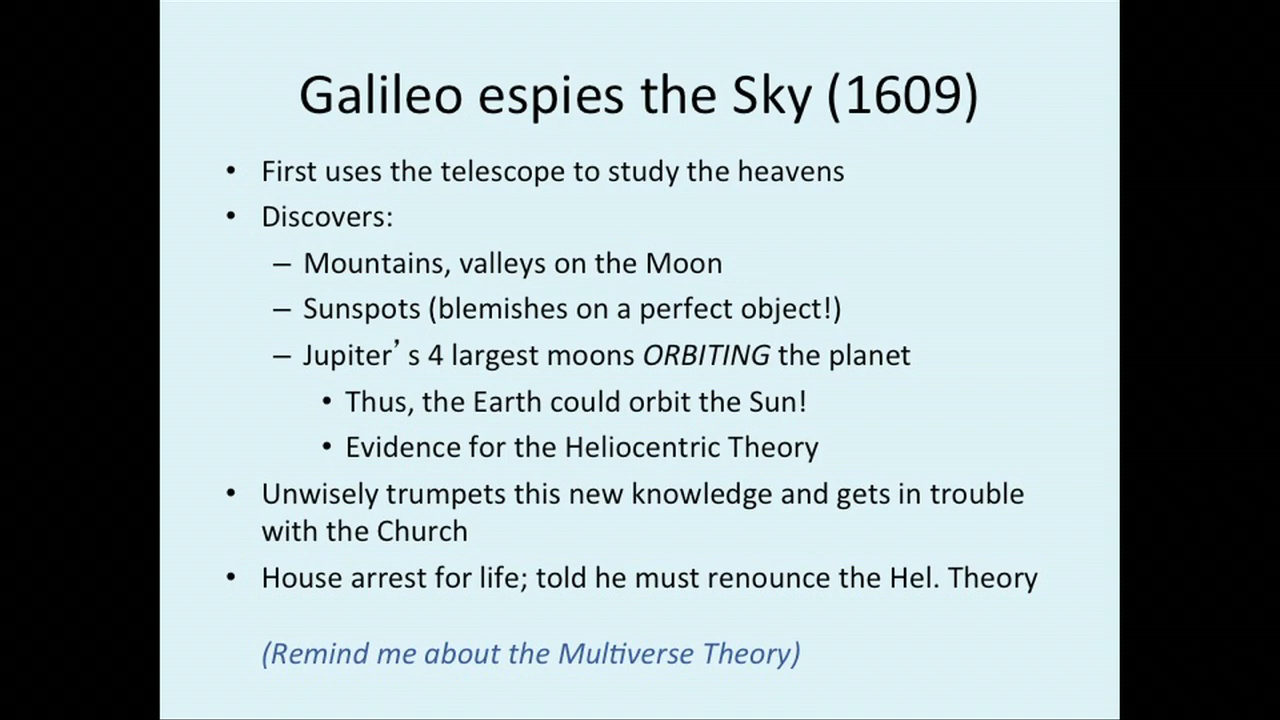 Galileo espies the Sky (1609)
• First uses the telescope to study the heavens
• Discovers:
– Mountains, valleys on the Moon
– Sunspots (blemishes on a perfect object!)
– Jupiter’ s 4 largest moons ORBITING the planet
• Thus, the Earth could orbit the Sun!
• Evidence for the Heliocentric Theory
• Unwisely trumpets this new knowledge and gets in trouble
with the Church
• House arrest for life; told he must renounce the Hel. Theory
(Remind me about the Multiverse Theory)